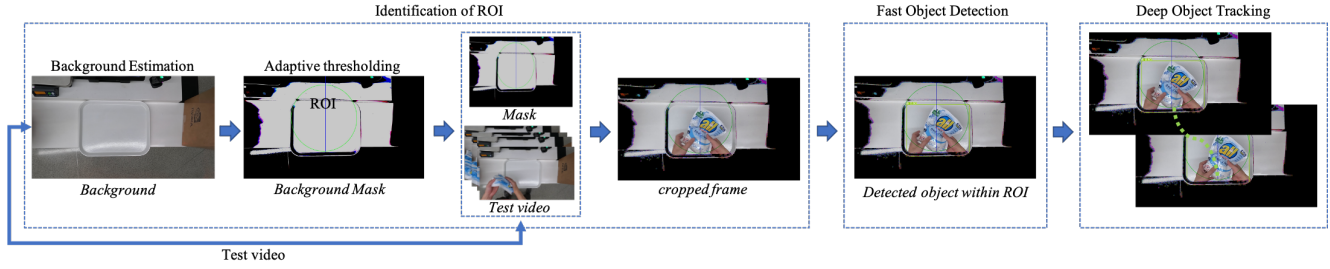 Identification of ROI
Fast Object Detection
Deep Object Tracking
Background Estimation
Adaptive thresholding
ROI
Mask
Background
Background Mask
Test video
cropped frame
Detected object within ROI
Test video